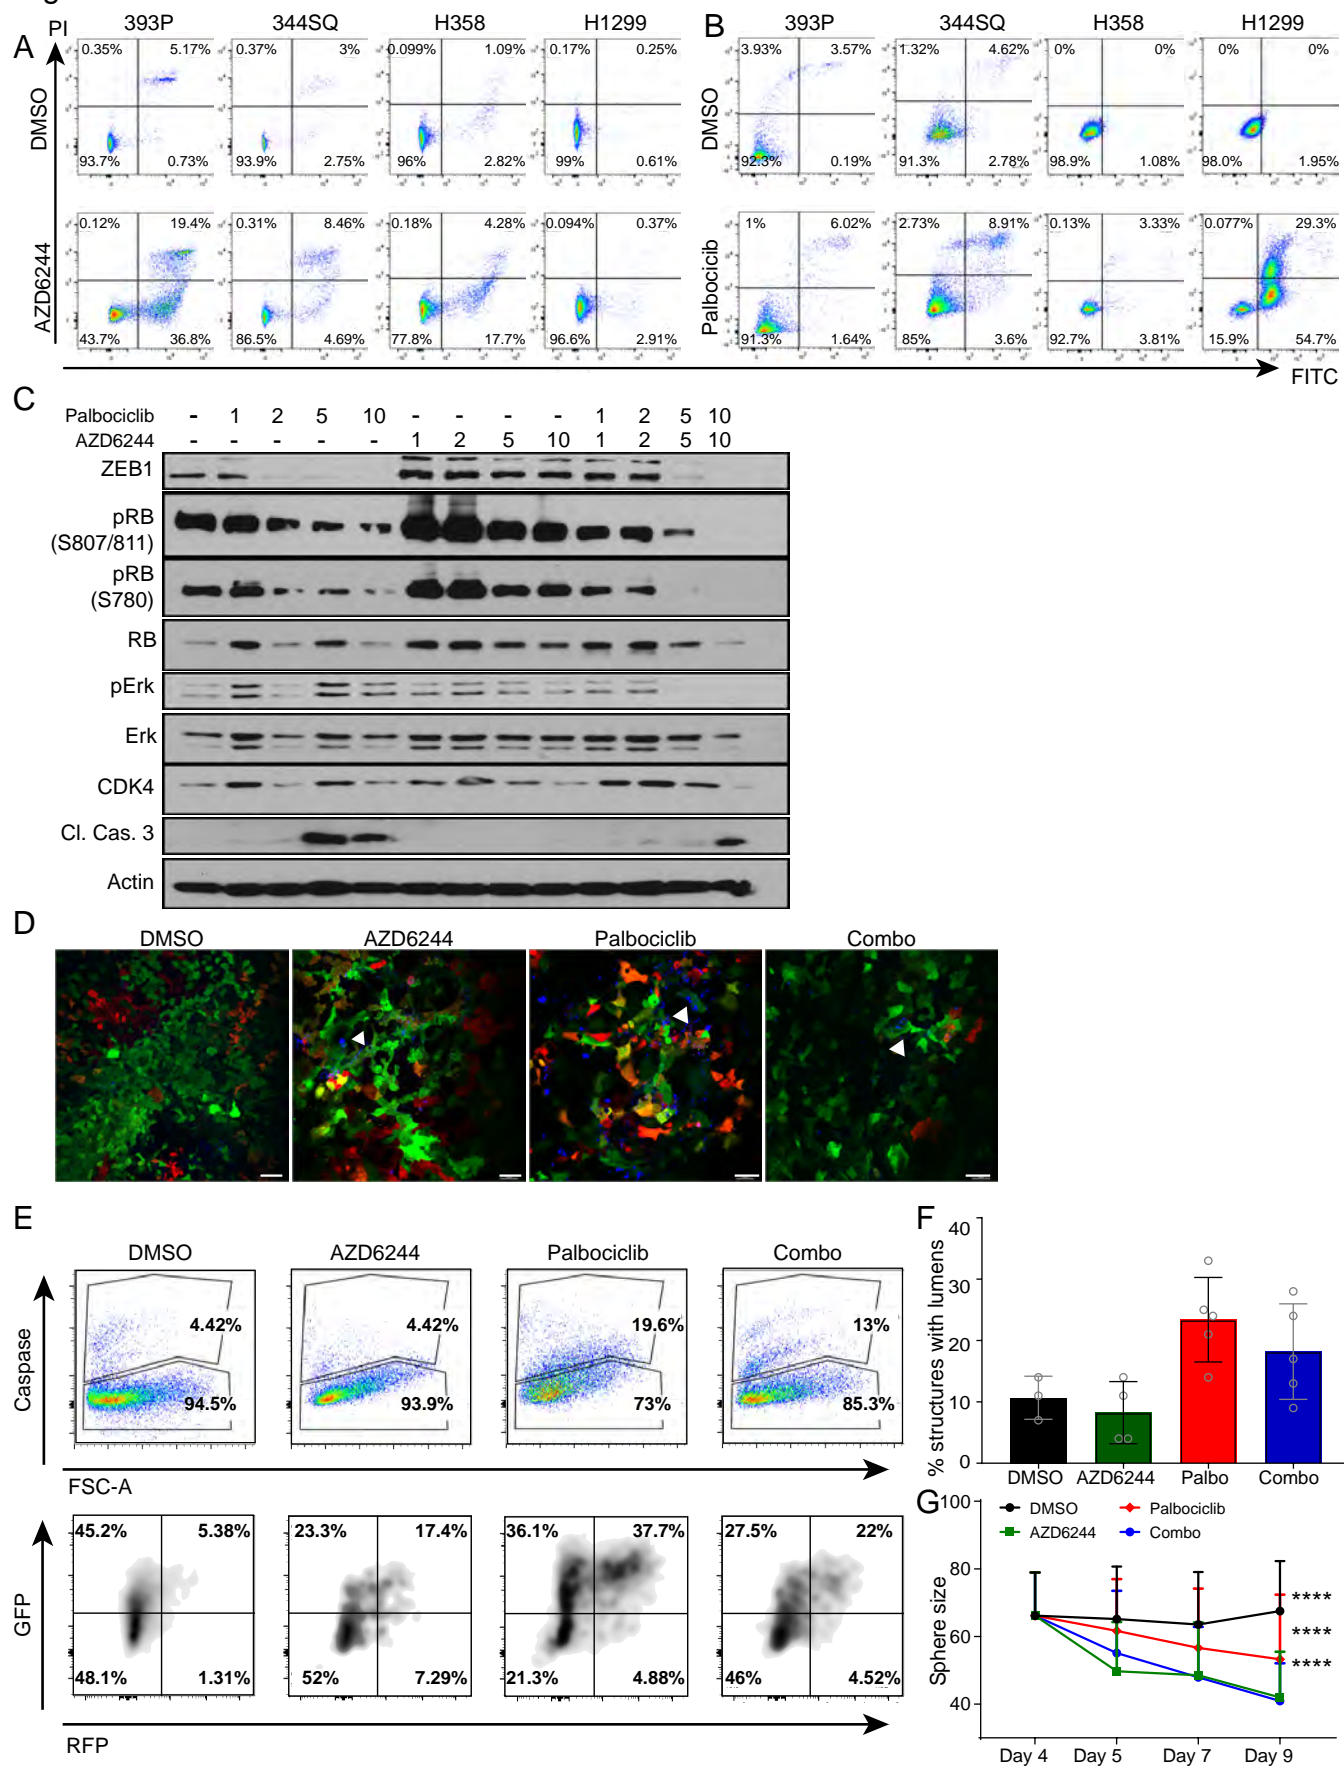 A
PI
393P 344SQ H358 H1299
DMSO
0.35% 5.17% 0.37% 3% 0.099% 1.09% 0.17% 0.25%
93.7% 0.73% 93.9% 2.75% 96% 2.82% 99% 0.61%
AZD6244
0.12% 19.4% 0.31% 8.46% 0.18% 4.28% 0.094% 0.37%
43.7% 36.8% 86.5% 4.69% 77.8% 17.7% 96.6% 2.91%
B
393P 344SQ H358 H1299
DMSO
3.93% 3.57% 1.32% 4.62% 0% 0% 0% 0%
92.3% 0.19% 91.3% 2.78% 98.9% 1.08% 98.0% 1.95%
Palbocicib
1% 6.02% 2.73% 8.91% 0.13% 3.33% 0.077% 29.3%
91.3% 1.64% 85% 3.6% 92.7% 3.81% 15.9% 54.7%
FITC
C
Palbociclib - 1 2 5 10 - - - - 1 2 5 10
AZD6244 - - - - - 1 2 5 10 1 2 5 10
ZEB1
pRB
(S807/811)
pRB
(S780)
RB
pErk
Erk
CDK4
Cl. Cas. 3
Actin
D
DMSO AZD6244 Palbociclib Combo
E
DMSO AZD6244 Palbociclib Combo
Caspase
4.42% 4.42% 19.6% 13%
94.5% 93.9% 73% 85.3%
FSC-A
GFP
45.2% 5.38% 23.3% 17.4% 36.1% 37.7% 27.5% 22%
48.1% 1.31% 52% 7.29% 21.3% 4.88% 46% 4.52%
RFP
F
% structures with lumens
40
30
20
10
0
DMSO AZD6244 Palbo Combo
G
Sphere size
100
80
60
40
DMSO Palbociclib
AZD6244 Combo
****
****
****
Day 4 Day 5 Day 7 Day 9